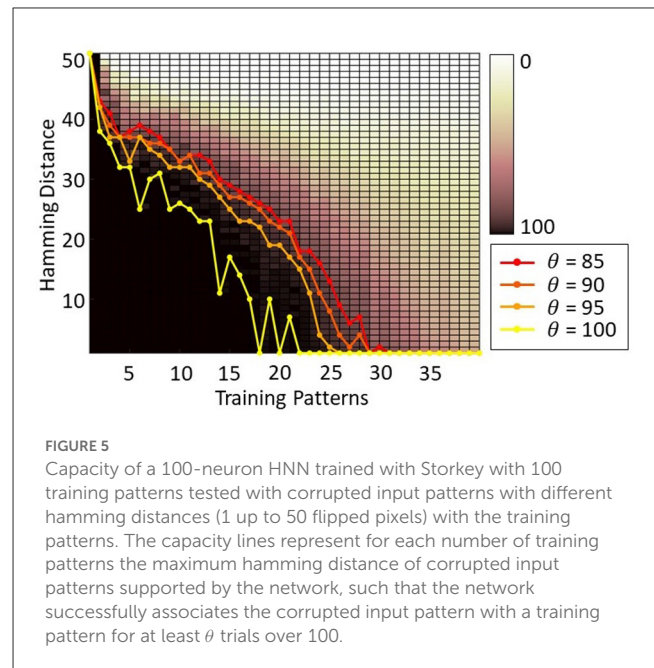 50
40
30
20
10
Hamming Distance
5 10 15 20 25 30 35
Training Patterns
0
100
θ = 85
θ = 90
θ = 95
θ = 100
FIGURE 5
Capacity of a 100-neuron HNN trained with Storkey with 100
training patterns tested with corrupted input patterns with different
hamming distances (1 up to 50 flipped pixels) with the training
patterns. The capacity lines represent for each number of training
patterns the maximum hamming distance of corrupted input
patterns supported by the network, such that the network
successfully associates the corrupted input pattern with a training
pattern for at least θ trials over 100.